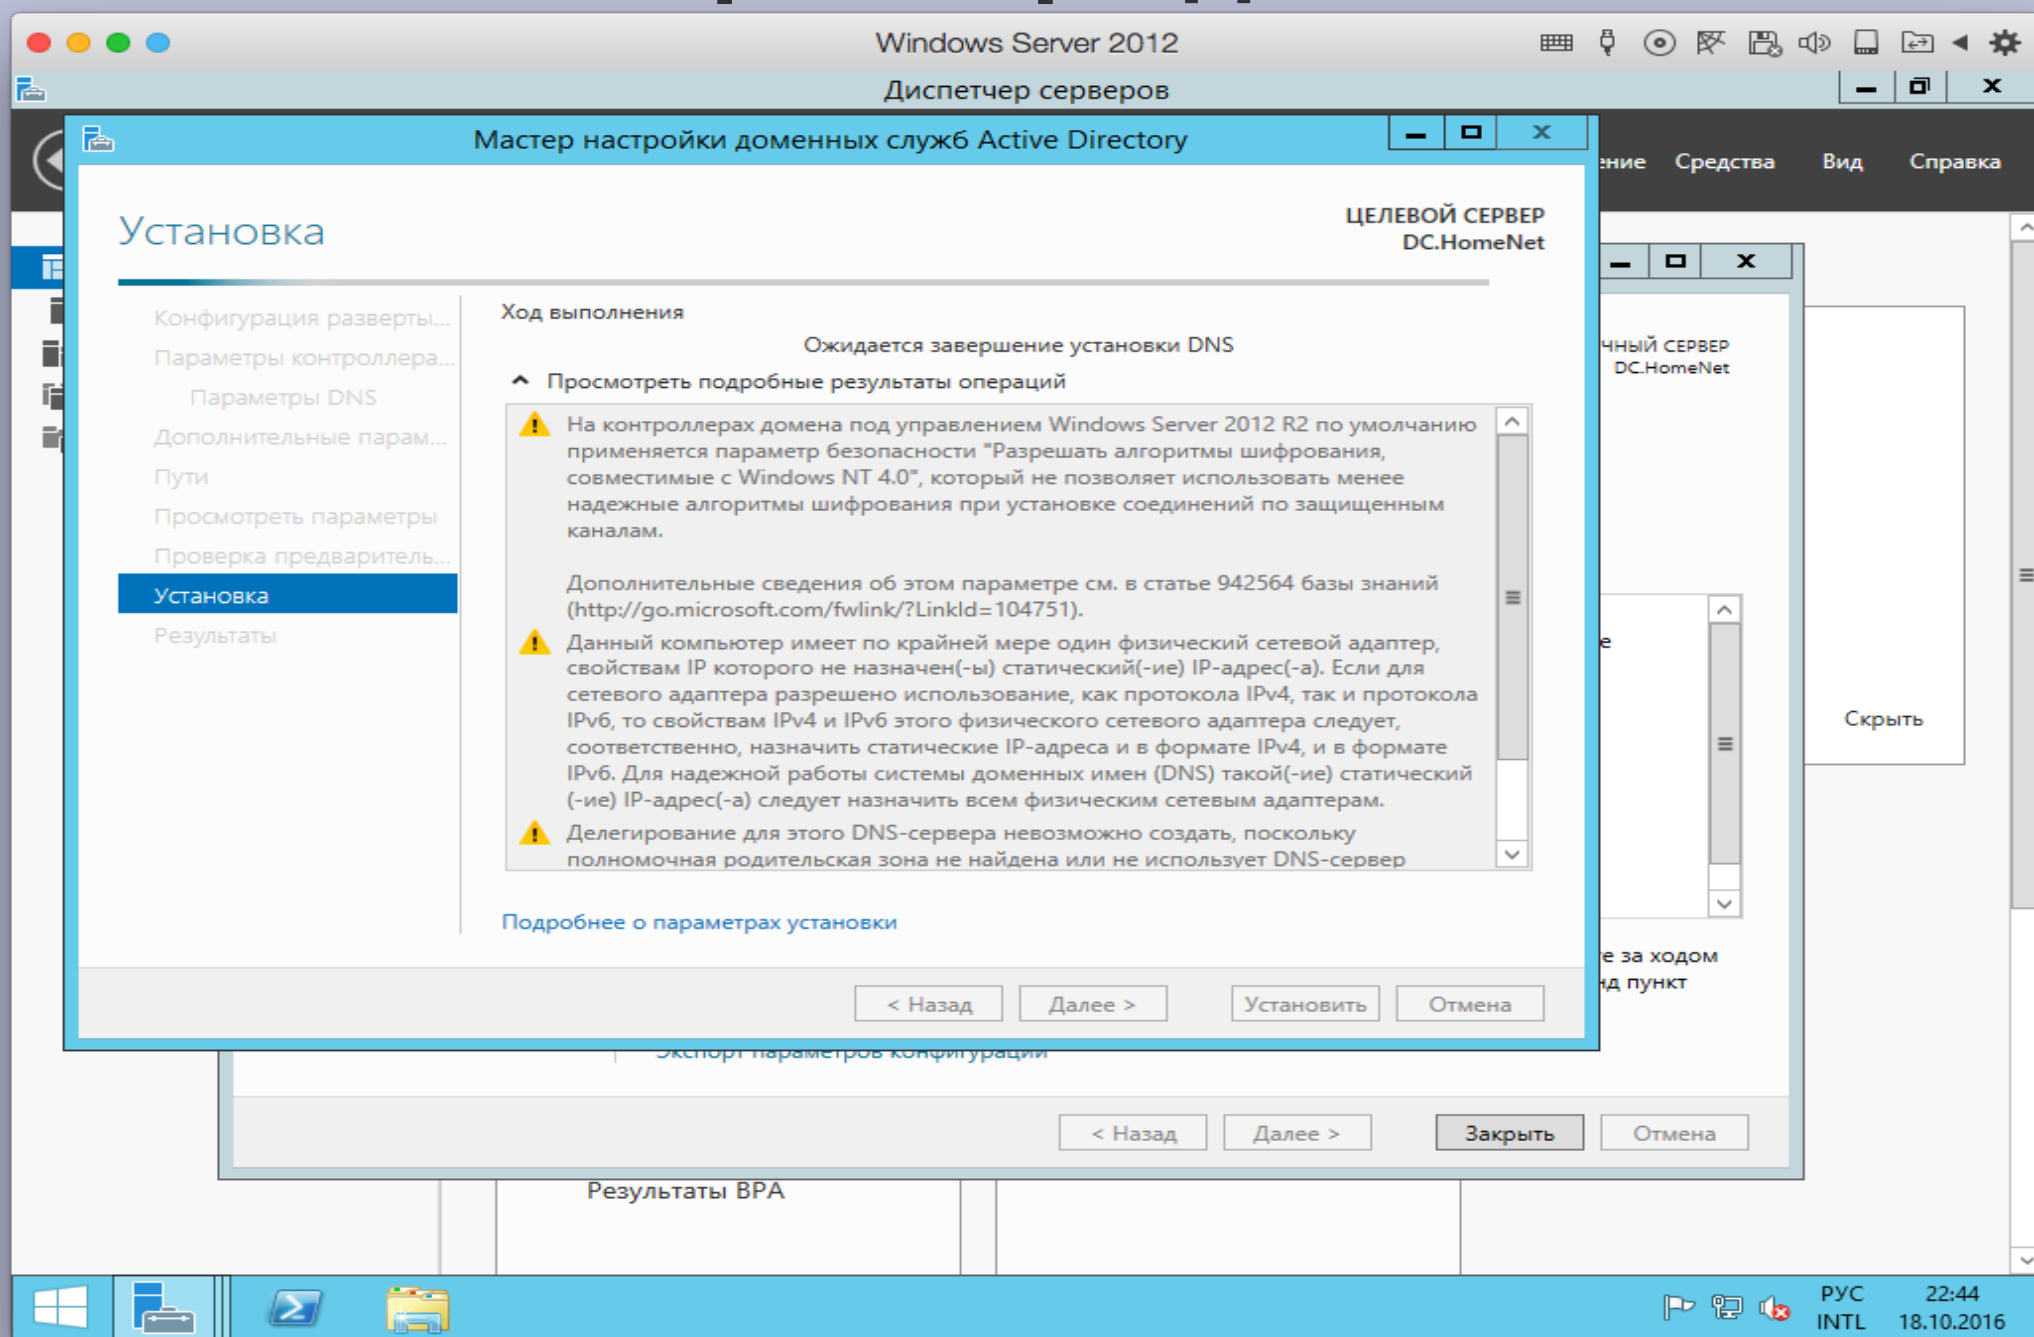 Windows Server 2012
Диспетчер серверов
Мастер настройки доменных служб Active Directory
Средства Вид Справка
Установка
ЦЕЛЕВОЙ СЕРВЕР
DC.HomeNet
Конфигурация разверты...
Параметры контроллера...
Параметры DNS
Дополнительные парам...
Пути
Просмотреть параметры
Проверка предваритель...
Установка
Результаты
Ход выполнения
Ожидается завершение установки DNS
Просмотреть подробные результаты операций
На контроллерах домена под управлением Windows Server 2012 R2 по умолчанию
применяется параметр безопасности "Разрешать алгоритмы шифрования,
совместимые с Windows NT 4.0", который не позволяет использовать менее
надежные алгоритмы шифрования при установке соединений по защищенным
каналам.
Дополнительные сведения об этом параметре см. в статье 942564 базы знаний
(http://go.microsoft.com/fwlink/?LinkId=104751).
Данный компьютер имеет по крайней мере один физический сетевой адаптер,
свойствам IP которого не назначен(-ы) статический(-ие) IP-адрес(-а). Если для
сетевого адаптера разрешено использование, как протокола IPv4, так и протокола
IPv6, то свойствам IPv4 и IPv6 этого физического сетевого адаптера следует,
соответственно, назначить статические IP-адреса и в формате IPv4, и в формате
IPv6. Для надежной работы системы доменных имен (DNS) такой(-ие) статический
(-ие) IP-адрес(-а) следует назначить всем физическим сетевым адаптерам.
Делегирование для этого DNS-сервера невозможно создать, поскольку
полномочная родительская зона не найдена или не использует DNS-сервер
Подробнее о параметрах установки
< Назад Далее > Установить Отмена
ЧНЫЙ СЕРВЕР
DC.HomeNet
е
Скрыть
е за ходом
нд пункт
Экспорт параметров конфигурации
< Назад Далее > Закрыть Отмена
Результаты BPA
РУС
INTL
22:44
18.10.2016